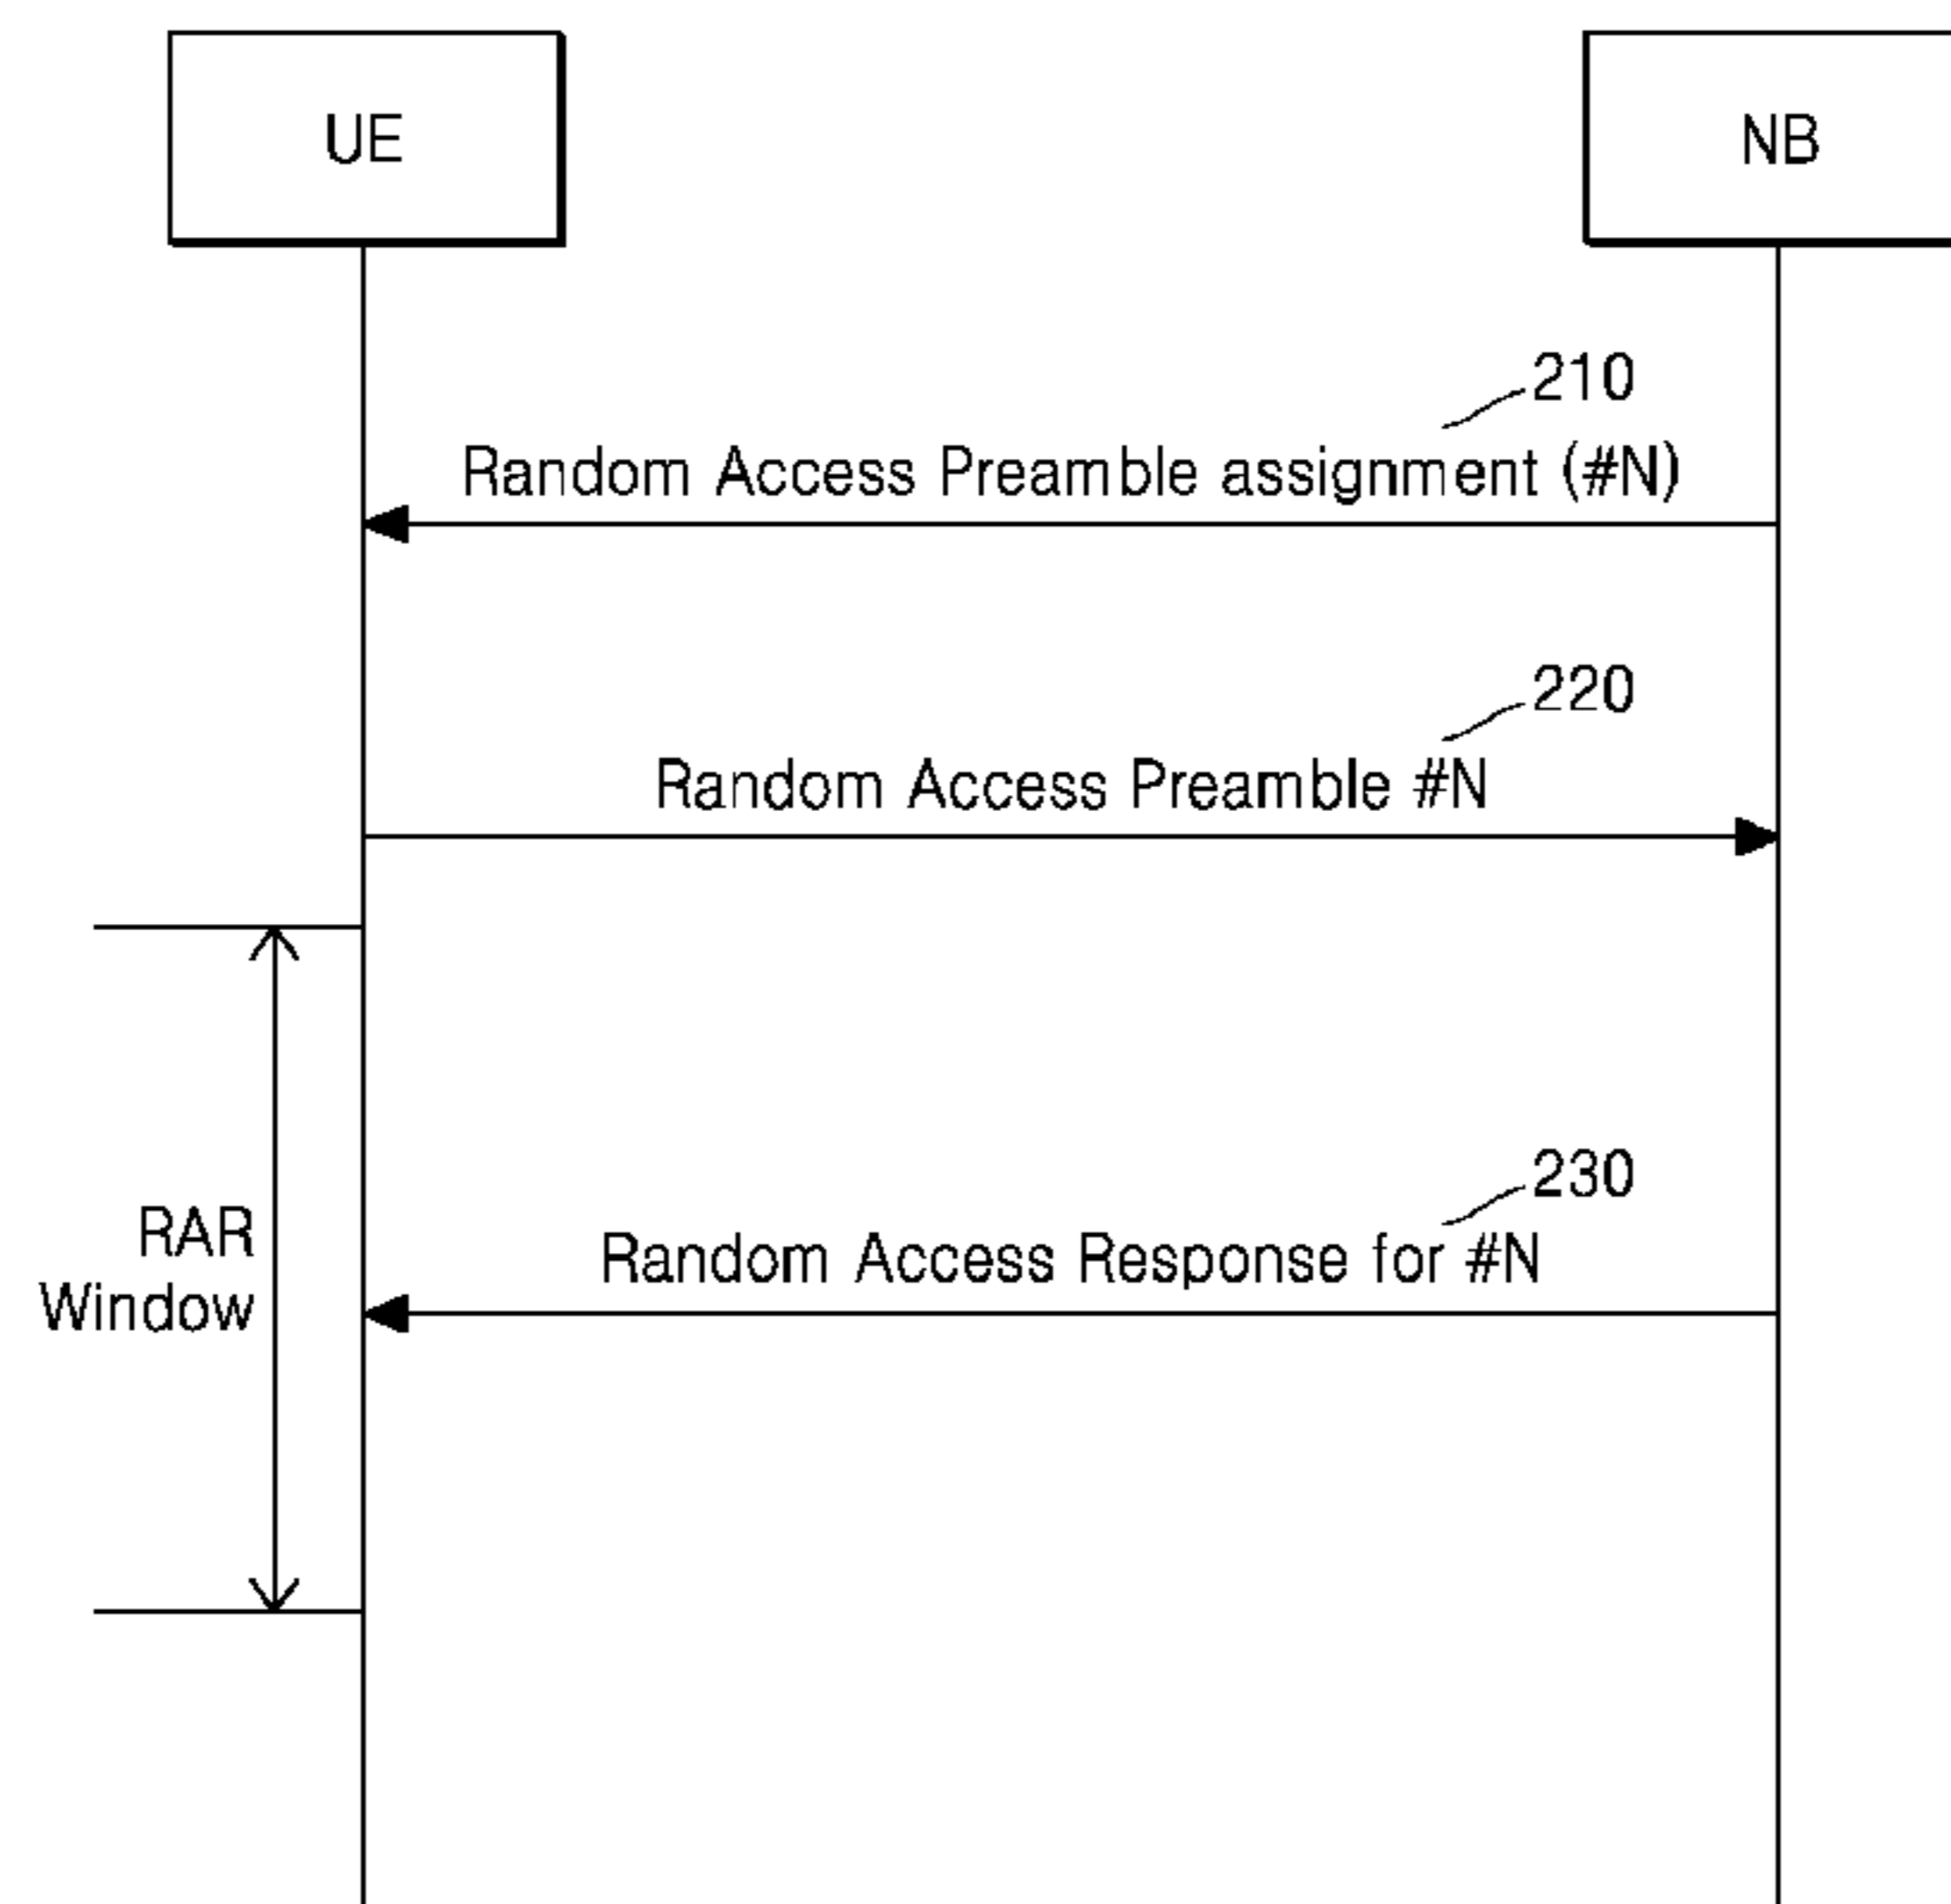 UE
NB
210
Random Access Preamble assignment (#N)
220
Random Access Preamble #N
230
Random Access Response for #N
RAR
Window